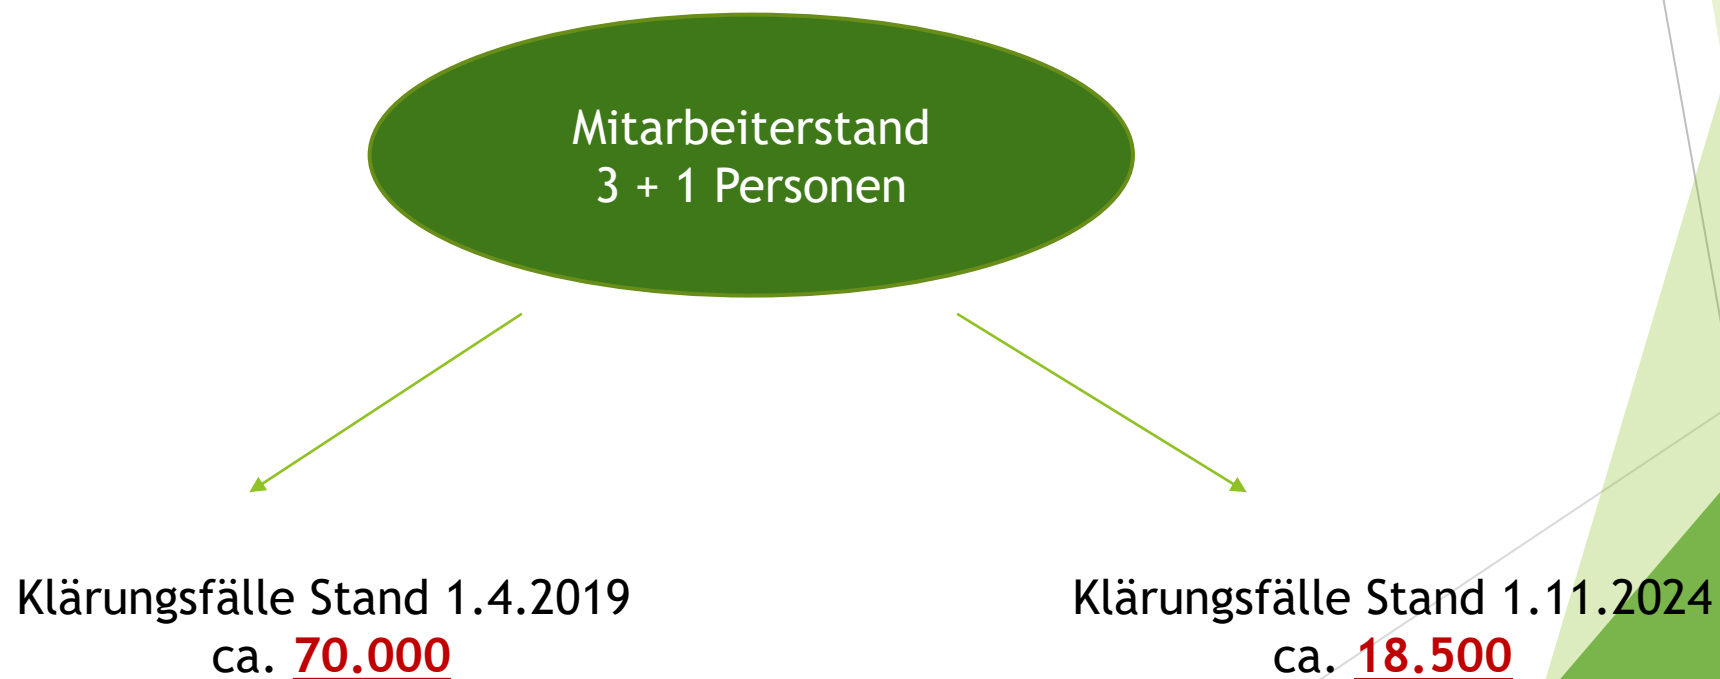 Mitarbeiterstand
3 + 1 Personen
Klärungsfälle Stand 1.4.2019
ca. 70.000
Klärungsfälle Stand 1.11.2024
ca. 18.500